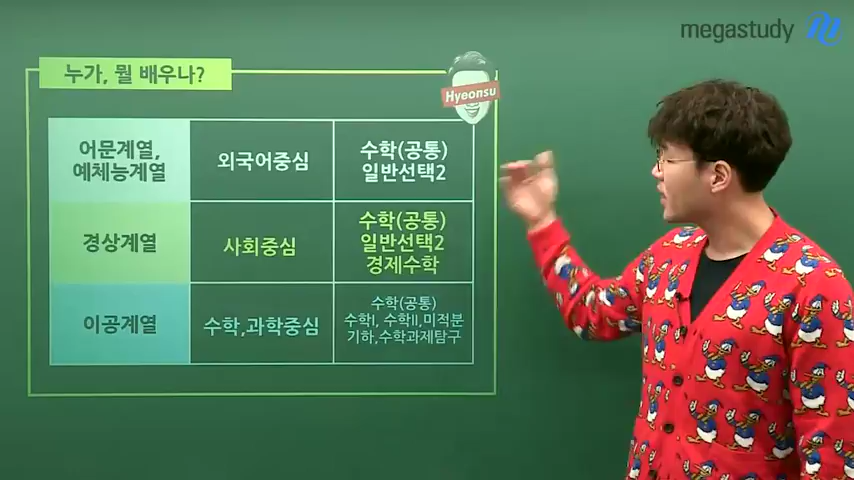 megastudy
누가, 뭘 배우나?
Hyeonsu
어문계열,
예체능계열
외국어중심
수학(공통)
일반선택2
경상계열
사회중심
수학(공통)
일반선택2
경제수학
이공계열
수학,과학중심
수학(공통)
수학I, 수학II,미적분
기하,수학과제탐구